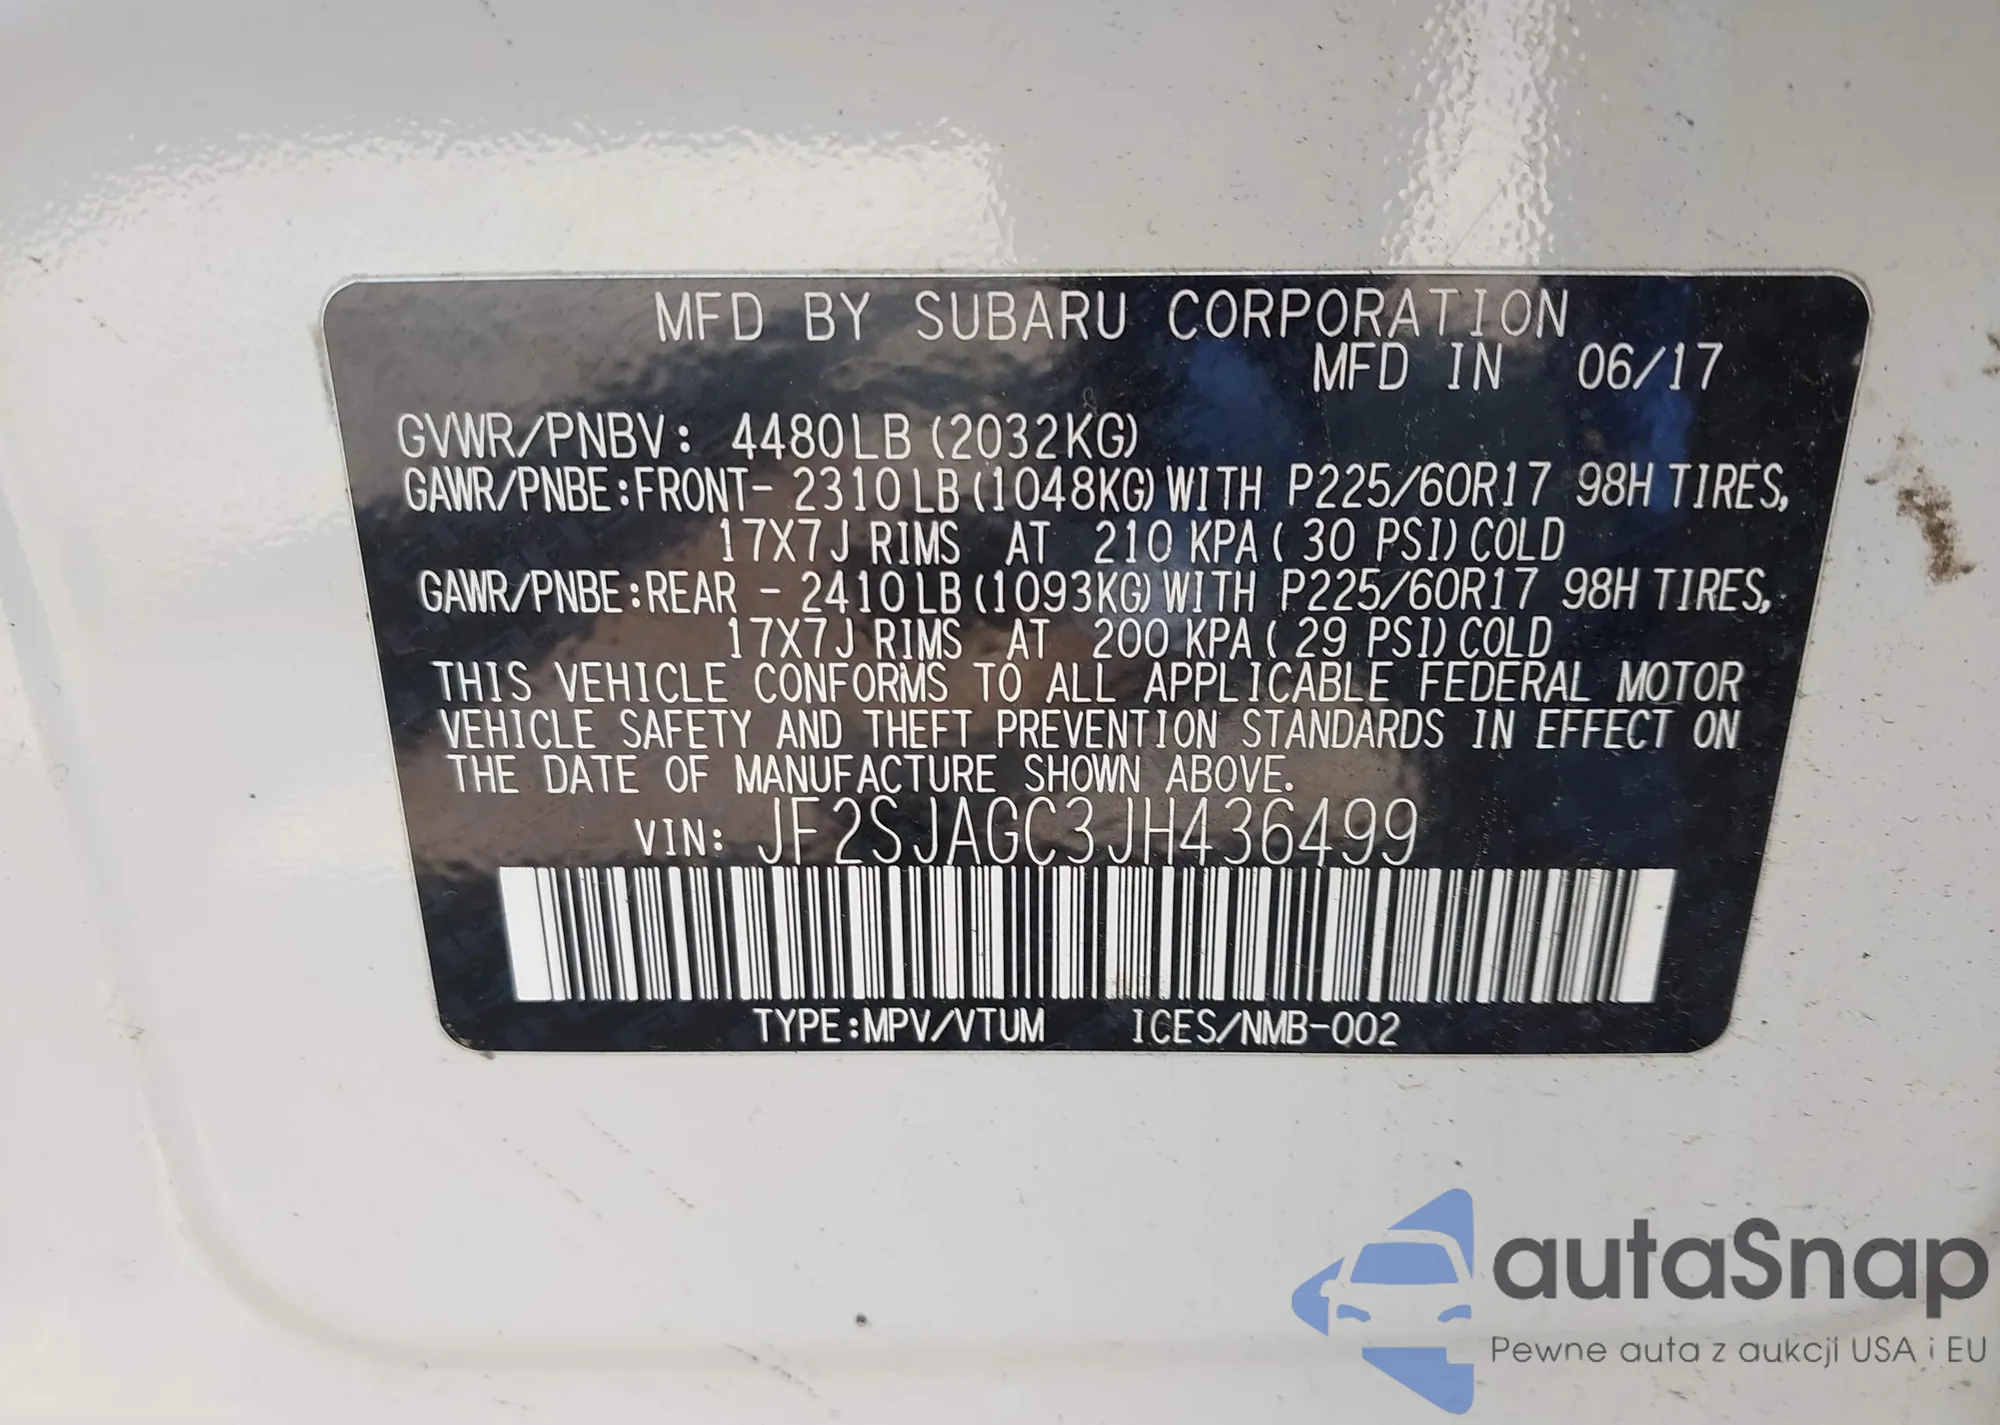 MFD BY SUBARU CORPORATION
MFD IN 06/17
GVWR/PNBV: 4480LB (2032KG)
GAWR/PNBE:FRONT- 2310LB(1048KG)WITH P225/60R17 98H TIRES,
17X7J RIMS AT 210 KPA( 30 PSI)COLD
GAWR/PNBE:REAR - 2410LB(1093KG)WITH P225/60R17 98H TIRES,
17X7J RIMS AT 200 KPA( 29 PSI)COLD
THIS VEHICLE CONFORMS TO ALL APPLICABLE FEDERAL MOTOR
VEHICLE SAFETY AND THEFT PREVENTION STANDARDS IN EFFECT ON
THE DATE OF MANUFACTURE SHOWN ABOVE.
VIN: JF2SJAGC3JH436499
TYPE:MPV/VTUM ICES/NMB-002
autaSnap
Pewne auta z aukcji USA i EU